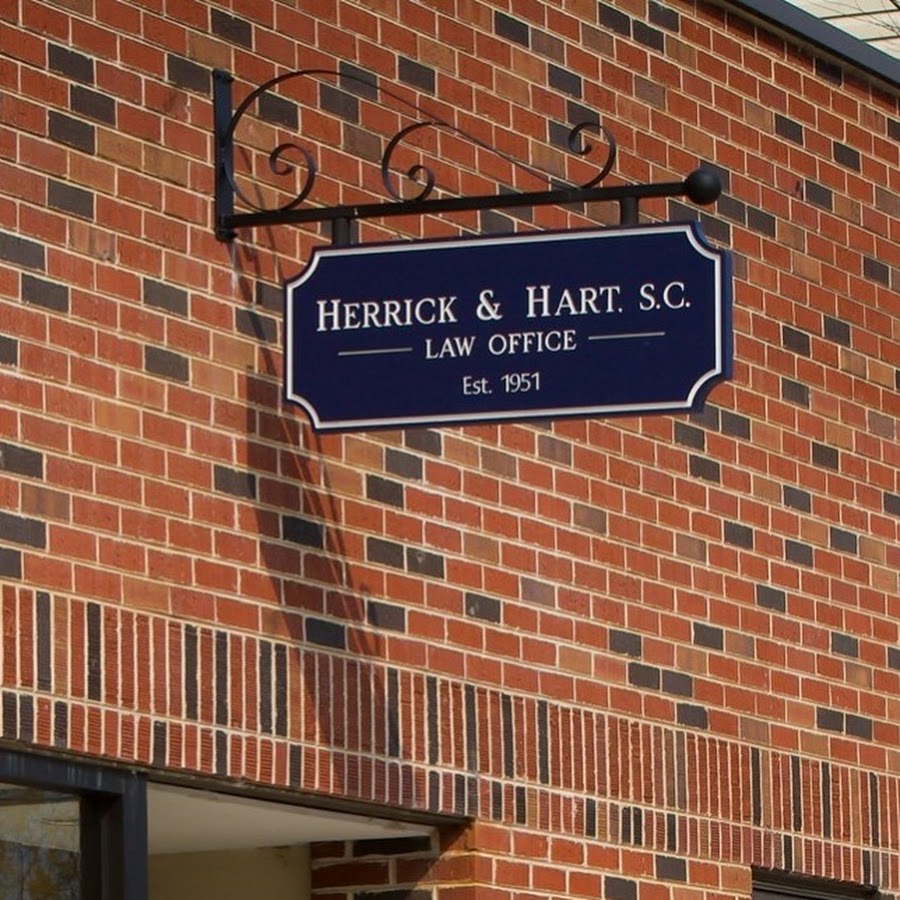 HERRICK & HART. S.C.
LAW OFFICE
Est. 1951